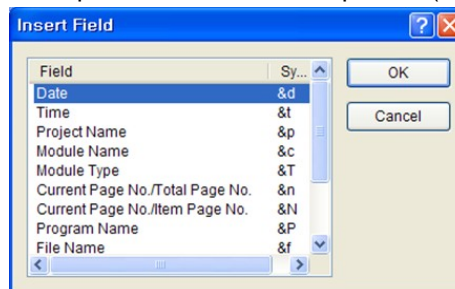 Insert Field
Field Sy...
OK
Date &d
Time &t
Cancel
Project Name &p
Module Name &c
Module Type &T
Current Page No./Total Page No. &n
Current Page No./Item Page No. &N
Program Name &P
File Name &f